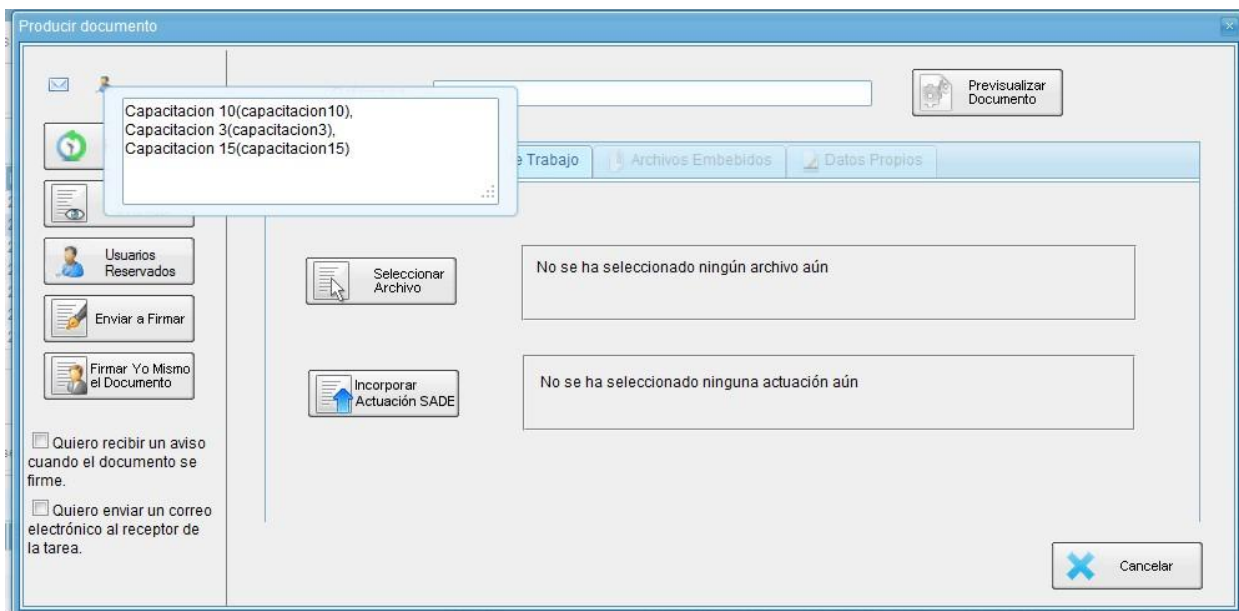 Producir documento
Capacitacion 10(capacitacion10),
Capacitacion 3(capacitacion3),
Capacitacion 15(capacitacion15)
Previsualizar
Documento
Trabajo
Archivos Embebidos
Datos Propios
Usuarios
Reservados
Enviar a Firmar
Firmar Yo Mismo
el Documento
Quiero recibir un aviso
cuando el documento se
firme.
Quiero enviar un correo
electrónico al receptor de
la tarea.
Seleccionar
Archivo
No se ha seleccionado ningún archivo aún
Incorporar
Actuación SADE
No se ha seleccionado ninguna actuación aún
Cancelar